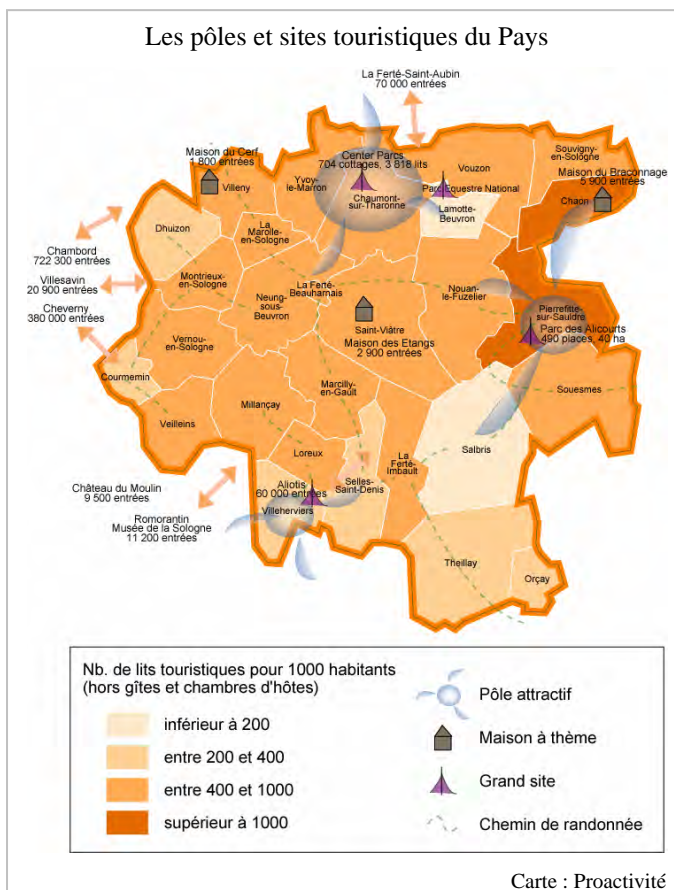 Les pôles et sites touristiques du Pays
La Ferté-Saint-Aubin
70 000 entrées
Maison du Cerf
1 800 entrées
Villeny
Center Parcs
704 cottages, 3 818 lits
Yvoy-
le-Marron
Chaumont-
sur-Tharonne
Vouzon
Parc Equestre National
Lamotte-
Beuvron
Souvigny-
en-Sologne
Maison du Braconnage
5 900 entrées
Chaon
Dhuizon
La
Marolle-
en-Sologne
Chambord
722 300 entrées
Villesavin
20 900 entrées
Cheverny
380 000 entrées
Montrieux-
en-Sologne
Neung-
sous-
Beuvron
La Ferté-
Beauharnais
Saint-Viâtre
Maison des Etangs
2 900 entrées
Nouan-
le-Fuzelier
Pierrefitte-
sur-Sauldre
Parc des Alicourts
490 places, 40 ha
Vernou-
en-Sologne
Courmemin
Veilleins
Millançay
Marcilly-
en-Gault
Souesmes
Loreux
La
Ferté-
Imbault
Salbris
Château du Moulin
9 500 entrées
Aliotis
60 000 entrées
Villeherviers
Selles-
Saint-Denis
Romorantin
Musée de la Sologne
11 200 entrées
Theillay
Orçay
Nb. de lits touristiques pour 1000 habitants
(hors gîtes et chambres d'hôtes)
inférieur à 200
entre 200 et 400
entre 400 et 1000
supérieur à 1000
Pôle attractif
Maison à thème
Grand site
Chemin de randonnée
Carte : Proactivité